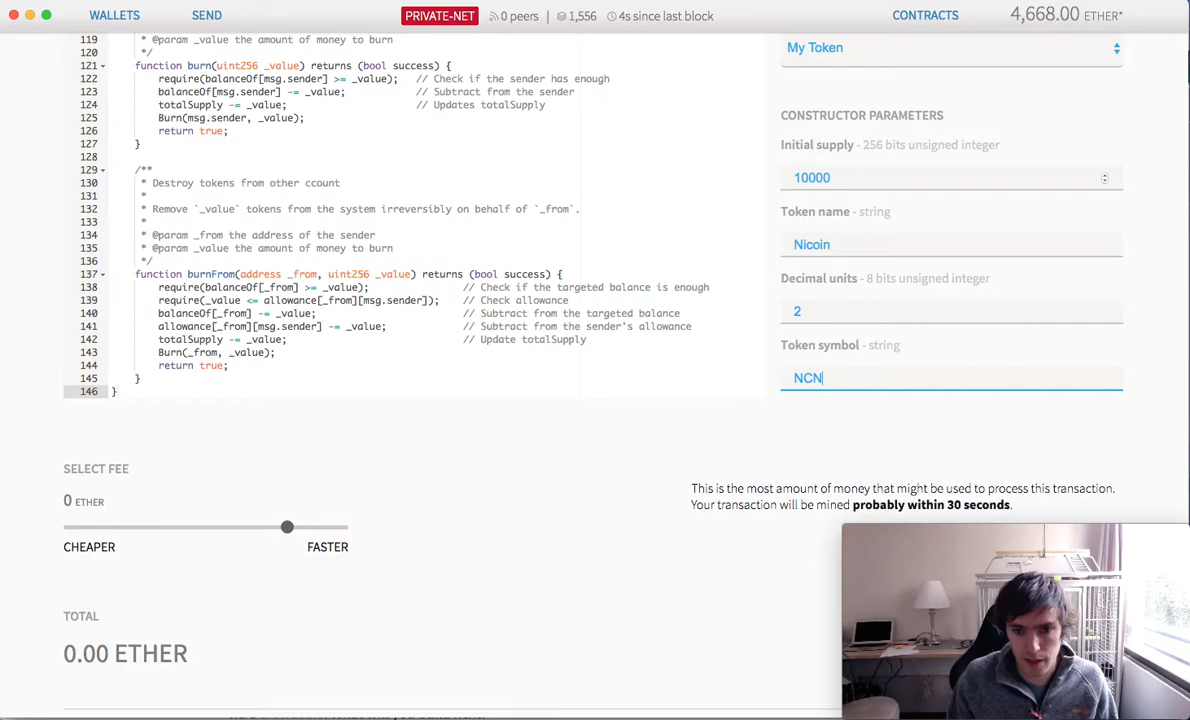 WALLETS SEND PRIVATE-NET 0 peers | 1,556 4s since last block CONTRACTS 4,668.00 ETHER*
119 * @param _value the amount of money to burn
120 */
121 function burn(uint256 _value) returns (bool success) {
122 require(balanceOf[msg.sender] >= _value); // Check if the sender has enough
123 balanceOf[msg.sender] -= _value; // Subtract from the sender
124 totalSupply -= _value; // Updates totalSupply
125 Burn(msg.sender, _value);
126 return true;
127 }
128
129 /**
130 * Destroy tokens from other ccount
131 *
132 * Remove `_value` tokens from the system irreversibly on behalf of `_from`.
133 *
134 * @param _from the address of the sender
135 * @param _value the amount of money to burn
136 */
137 function burnFrom(address _from, uint256 _value) returns (bool success) {
138 require(balanceOf[_from] >= _value); // Check if the targeted balance is enough
139 require(_value <= allowance[_from][msg.sender]); // Check allowance
140 balanceOf[_from] -= _value; // Subtract from the targeted balance
141 allowance[_from][msg.sender] -= _value; // Subtract from the sender's allowance
142 totalSupply -= _value; // Update totalSupply
143 Burn(_from, _value);
144 return true;
145 }
146 }
My Token
CONSTRUCTOR PARAMETERS
Initial supply - 256 bits unsigned integer
10000
Token name - string
Nicoin
Decimal units - 8 bits unsigned integer
2
Token symbol - string
NCN
SELECT FEE
0 ETHER
CHEAPER FASTER
This is the most amount of money that might be used to process this transaction.
Your transaction will be mined probably within 30 seconds.
TOTAL
0.00 ETHER